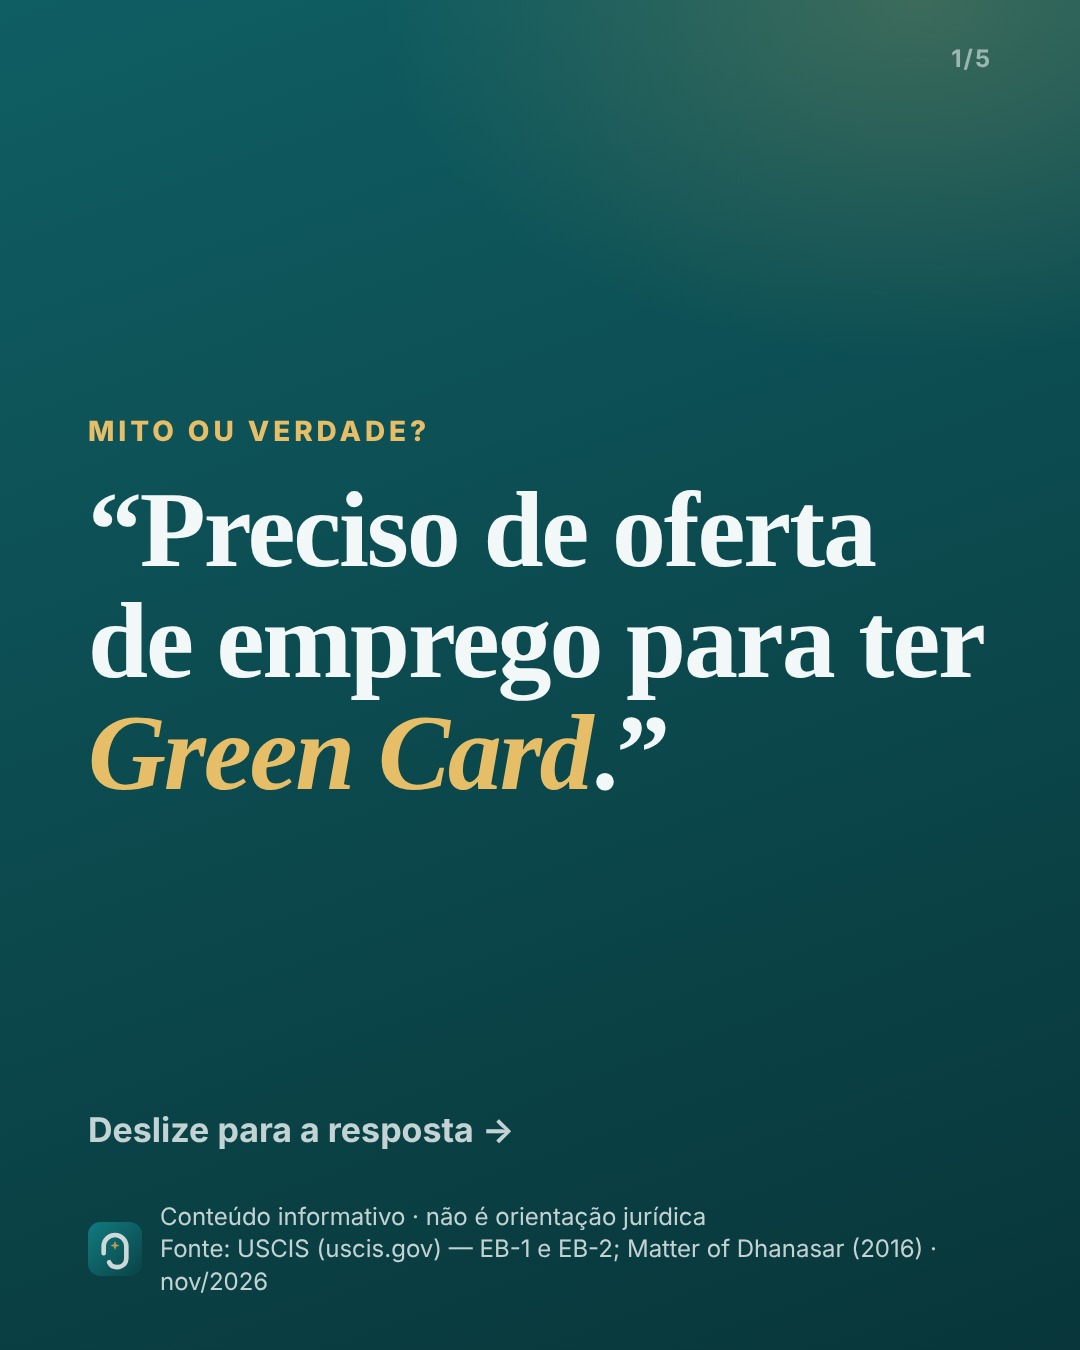 1/5
MITO OU VERDADE?
“Preciso de oferta
de emprego para ter
Green Card.”
Deslize para a resposta →
Conteúdo informativo · não é orientação jurídica
Fonte: USCIS (uscis.gov) — EB-1 e EB-2; Matter of Dhanasar (2016) ·
nov/2026